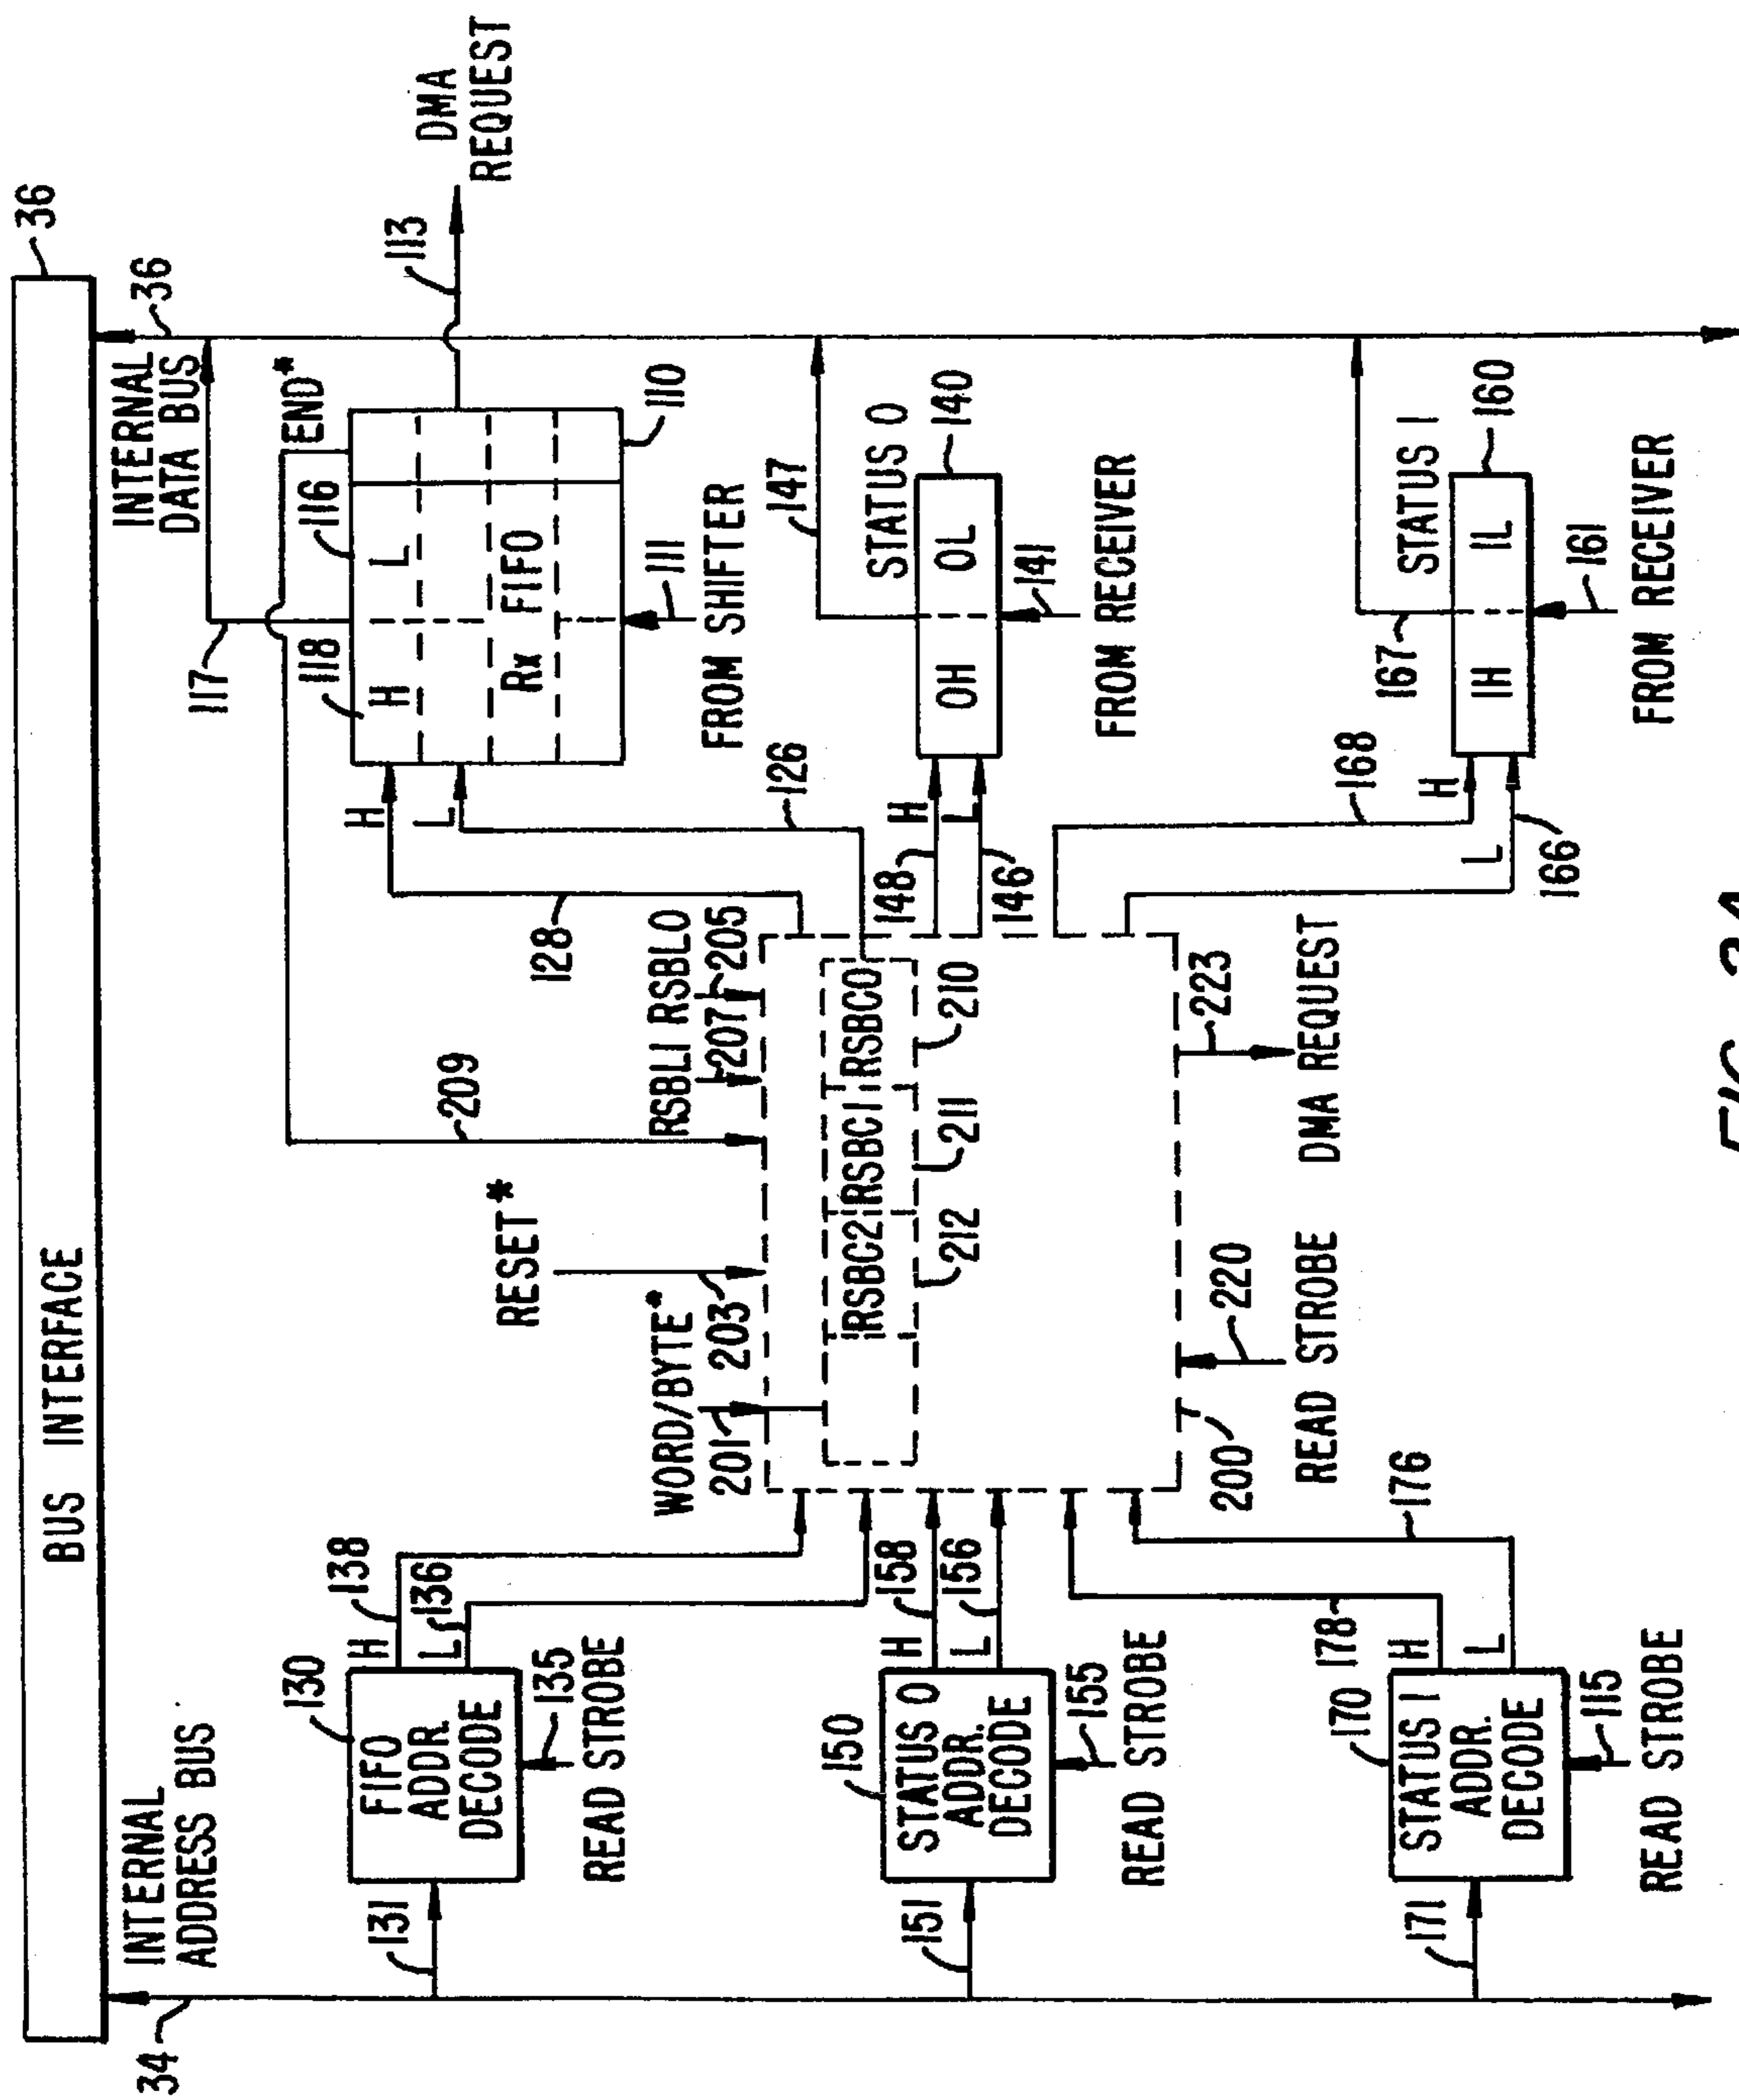 BUS INTERFACE
36
34
INTERNAL
ADDRESS BUS
INTERNAL
DATA BUS
36
117
END*
DMA
REQUEST
113
118
116
H
L
Rx FIFO
110
111
FROM SHIFTER
H
L
128
126
209
RESET*
203
WORD/BYTE*
201
RSBL1 RSBL0
207
205
RSBC2
RSBC1
RSBC0
212
211
210
131
130
FIFO
ADDR.
DECODE
H
138
L
136
135
READ STROBE
151
150
STATUS 0
ADDR.
DECODE
H
158
L
156
155
READ STROBE
171
170
STATUS 1
ADDR.
DECODE
H
178
L
176
115
READ STROBE
200
220
READ STROBE
223
DMA REQUEST
148
H
L
146
147
STATUS 0
140
0H
0L
141
FROM RECEIVER
168
H
L
166
167
STATUS 1
160
1H
1L
161
FROM RECEIVER